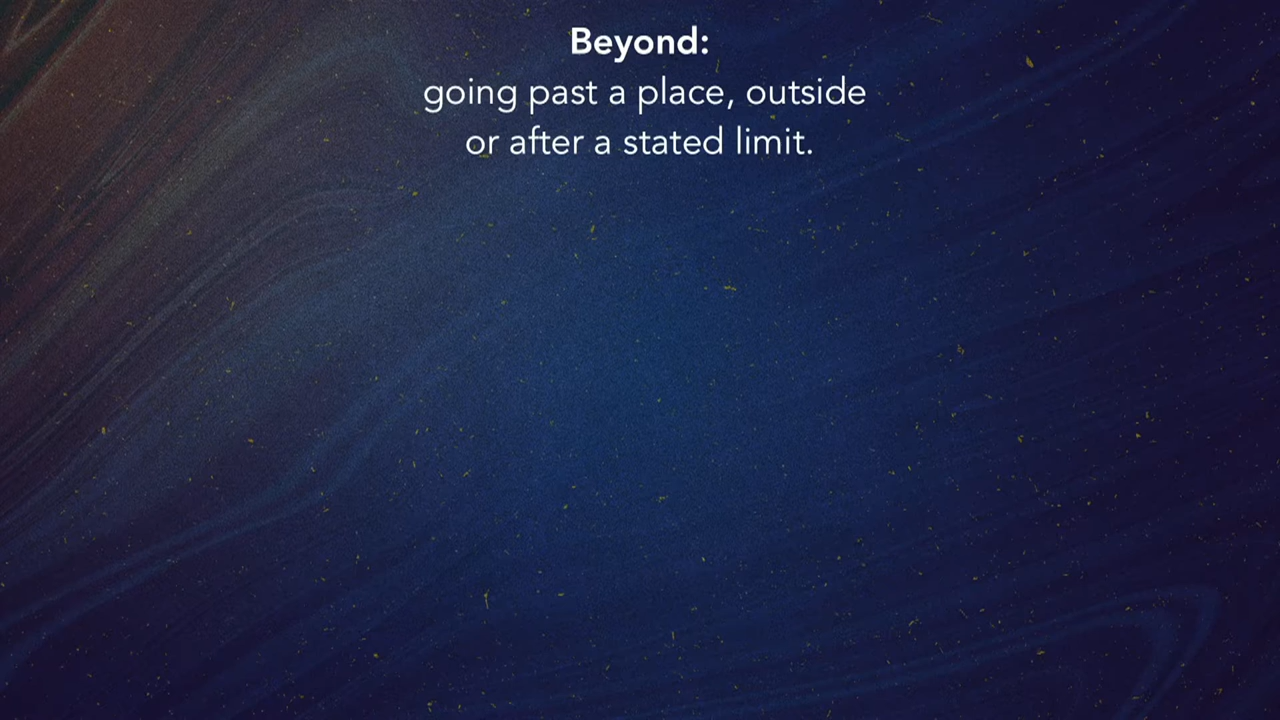 Beyond:
going past a place, outside
or after a stated limit.